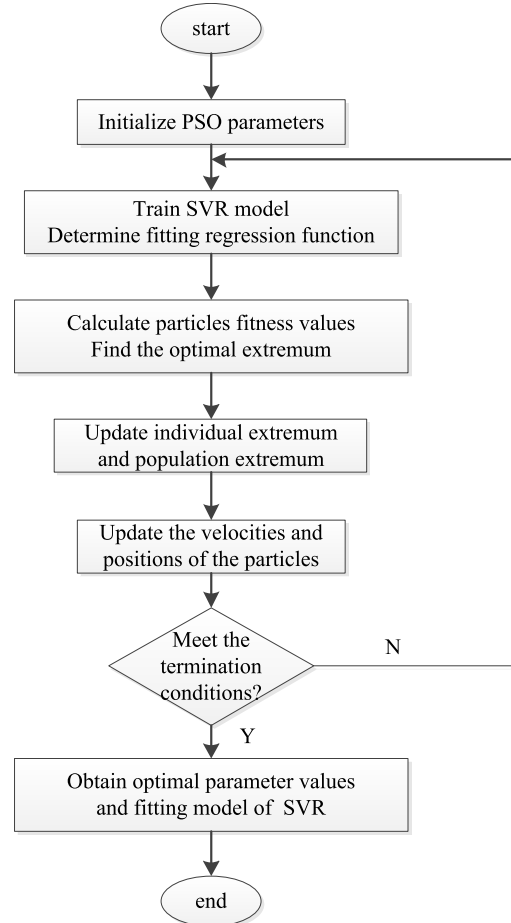 start
Initialize PSO parameters
Train SVR model
Determine fitting regression function
Calculate particles fitness values
Find the optimal extremum
Update individual extremum
and population extremum
Update the velocities and
positions of the particles
Meet the
termination
conditions?
N
Y
Obtain optimal parameter values
and fitting model of SVR
end